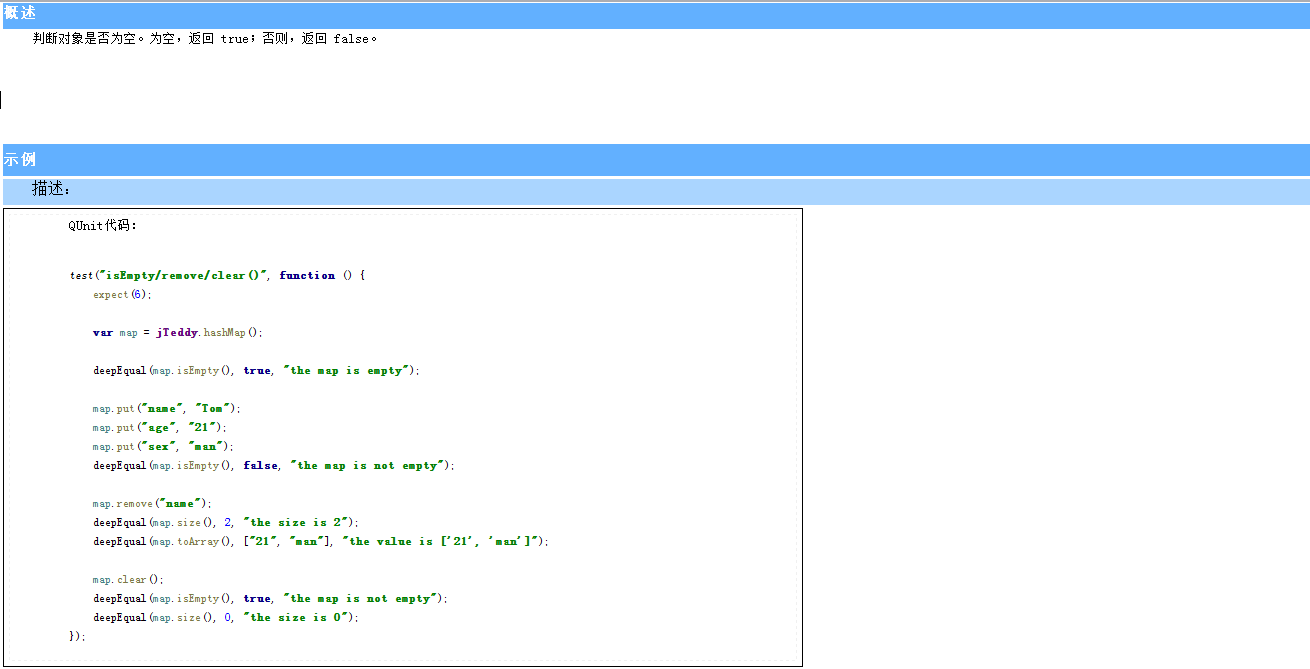 概述
判断对象是否为空。为空，返回 true；否则，返回 false。
示例
描述：
QUnit代码：
test("isEmpty/remove/clear()", function () {
expect(6);
var map = jTeddy.hashMap();
deepEqual(map.isEmpty(), true, "the map is empty");
map.put("name", "Tom");
map.put("age", "21");
map.put("sex", "man");
deepEqual(map.isEmpty(), false, "the map is not empty");
map.remove("name");
deepEqual(map.size(), 2, "the size is 2");
deepEqual(map.toArray(), ["21", "man"], "the value is ['21', 'man']");
map.clear();
deepEqual(map.isEmpty(), true, "the map is not empty");
deepEqual(map.size(), 0, "the size is 0");
});